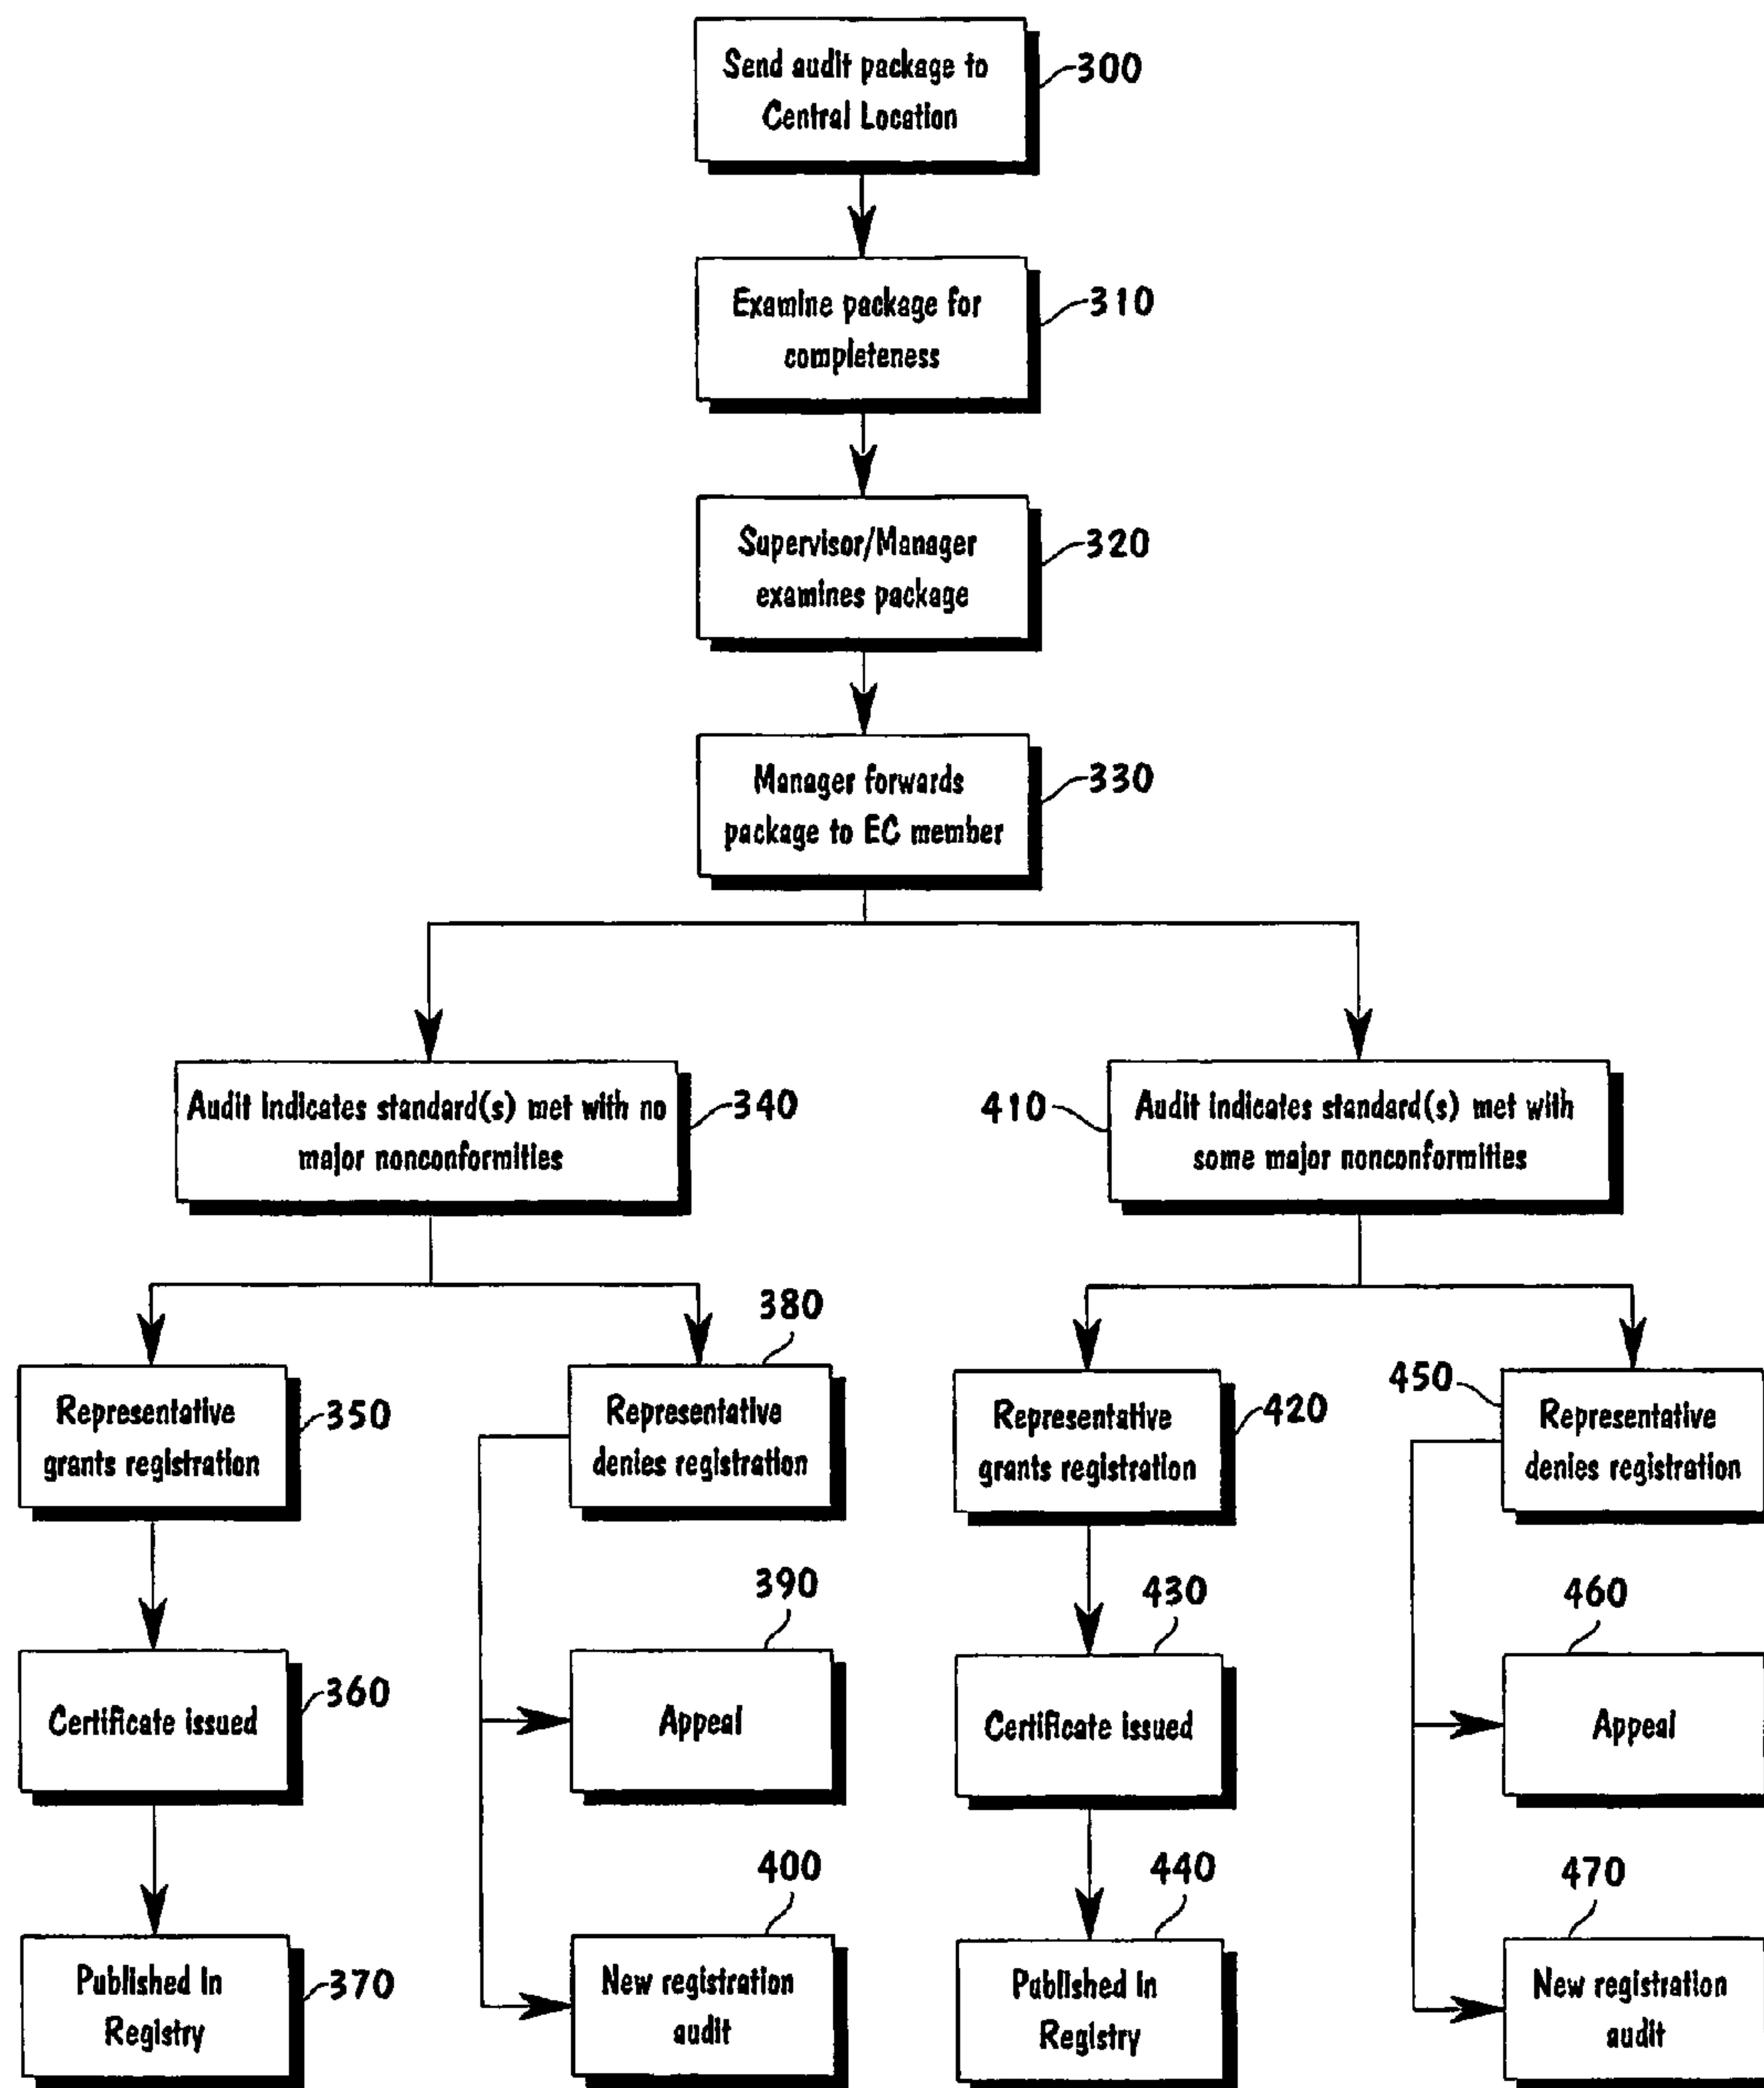 Send audit package to
Central Location
300
Examine package for
completeness
310
Supervisor/Manager
examines package
320
Manager forwards
package to EC member
330
Audit indicates standard(s) met with no
major nonconformities
340
410
Audit indicates standard(s) met with
some major nonconformities
Representative
grants registration
350
380
Representative
denies registration
Representative
grants registration
420
450
Representative
denies registration
Certificate issued
360
390
Appeal
430
Certificate issued
460
Appeal
Published in
Registry
370
400
New registration
audit
440
Published in
Registry
470
New registration
audit